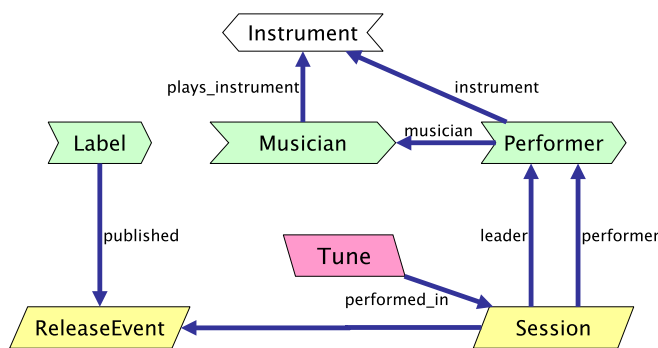 Instrument
plays_instrument
instrument
Label
Musician
musician
Performer
published
leader
performer
Tune
performed_in
ReleaseEvent
Session